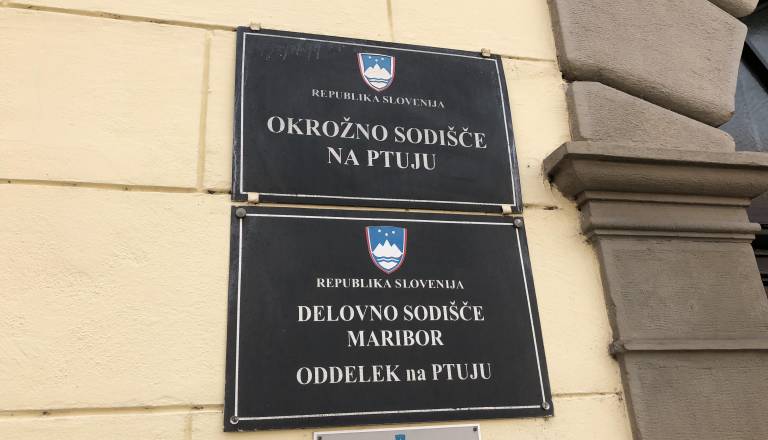 REPUBLIKA SLOVENIJA
OKROŽNO SODIŠČE
NA PTUJU
REPUBLIKA SLOVENIJA
DELOVNO SODIŠČE
MARIBOR
ODDELEK na PTUJU